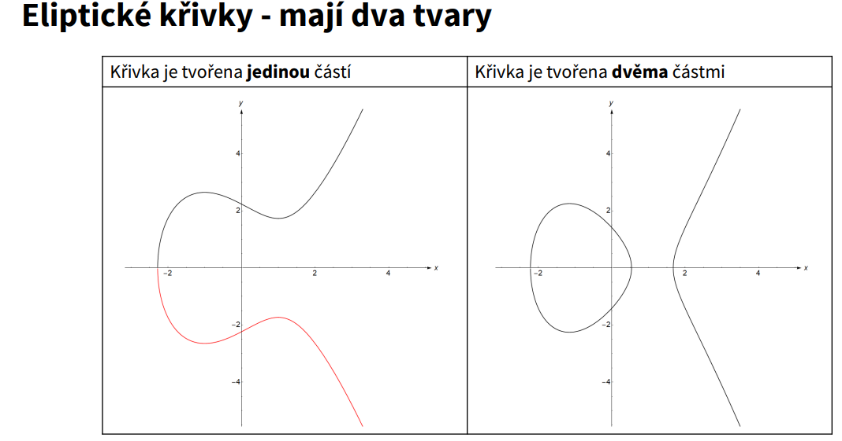 Eliptické křivky - mají dva tvary
Křivka je tvořena jedinou částí
Křivka je tvořena dvěma částmi
y
4
2
-2
2
4
x
-2
-4
y
4
2
-2
2
4
x
-2
-4